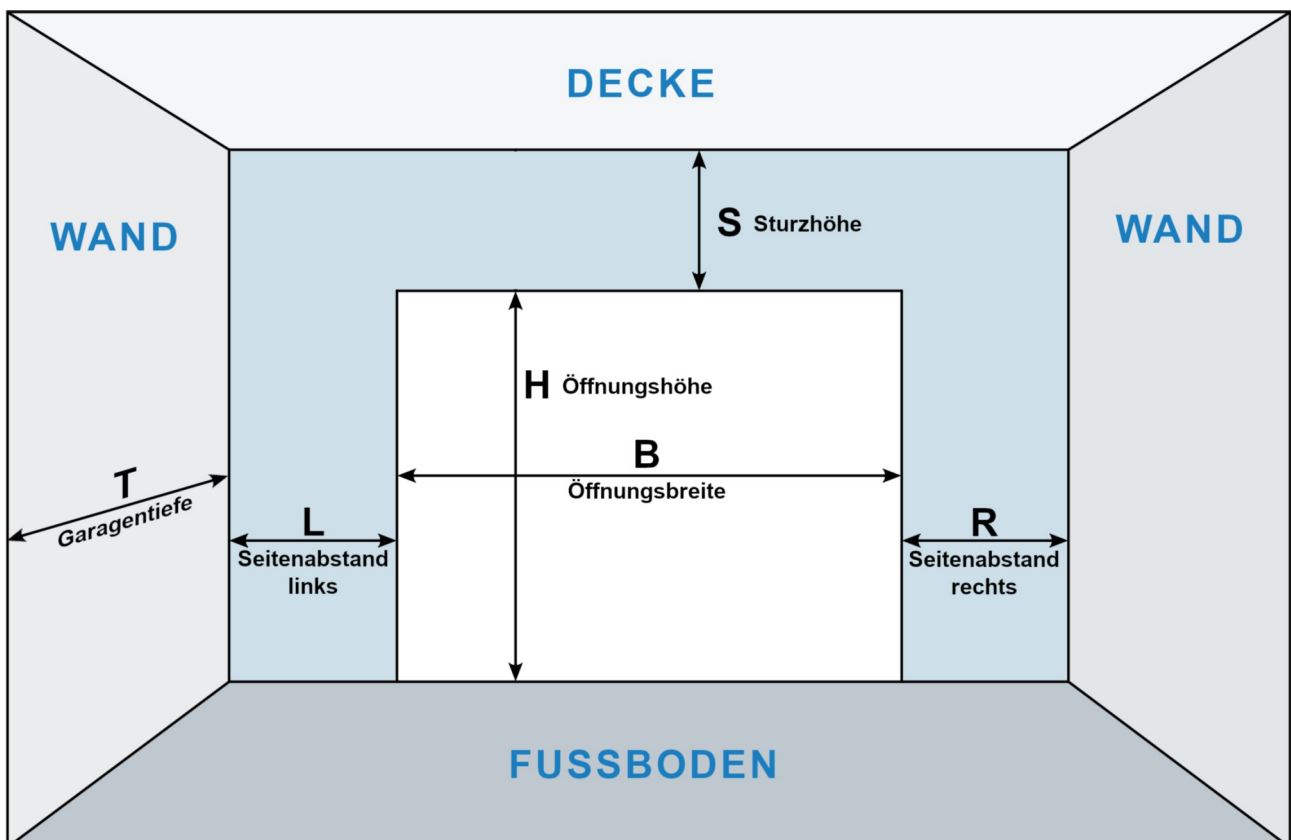 DECKE
WAND
S Sturzhöhe
WAND
H Öffnungshöhe
B
Öffnungsbreite
T
Garagentiefe
L
Seitenabstand
links
R
Seitenabstand
rechts
FUSSBODEN